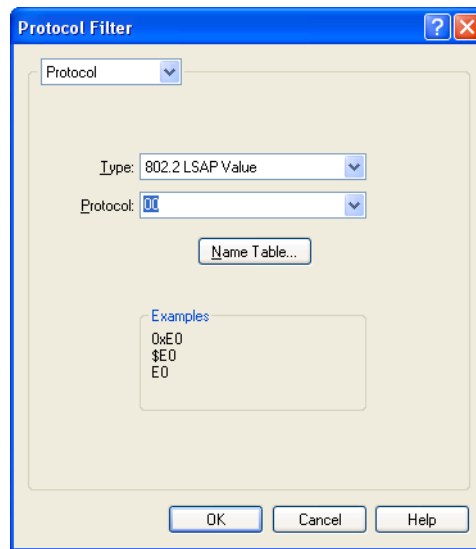 Protocol Filter
Protocol
Type: 802.2 LSAP Value
Protocol: 00
Name Table...
Examples
0xE0
$E0
E0
OK Cancel Help